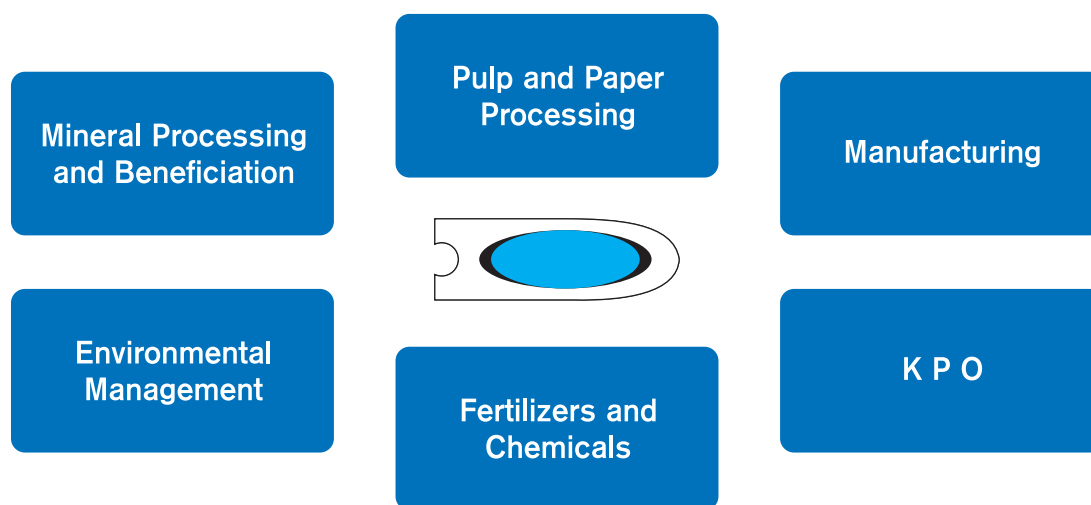 Pulp and Paper
Processing
Mineral Processing
and Beneficiation
Manufacturing
Environmental
Management
Fertilizers and
Chemicals
K P O